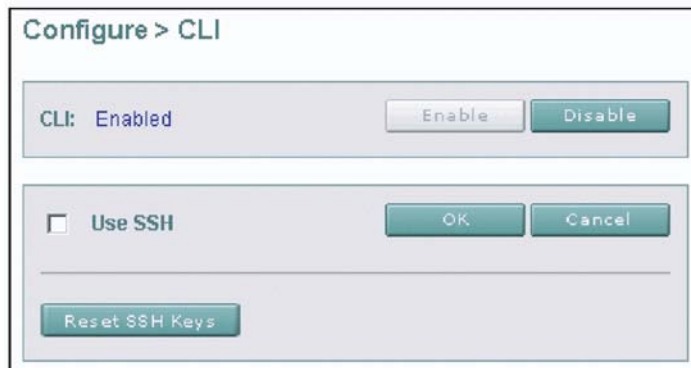 Configure > CLI
CLI: Enabled Enable Disable
Use SSH OK Cancel
Reset SSH Keys